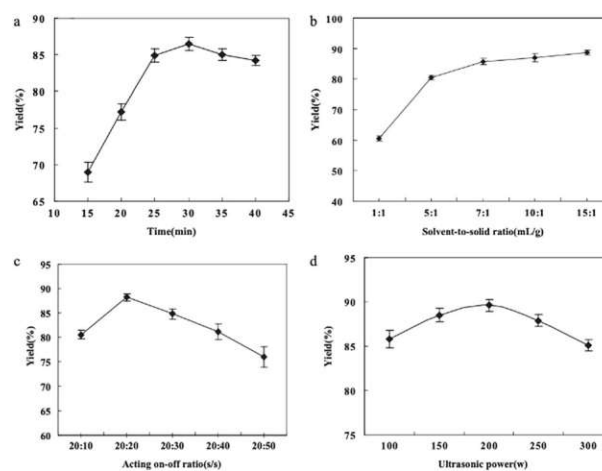 a
90
85
80
75
70
65
Yield(%)
10 15 20 25 30 35 40 45
Time(min)
b
100
90
80
70
60
50
40
Yield(%)
1:1 5:1 7:1 10:1 15:1
Solvent-to-solid ratio(mL/g)
c
95
90
85
80
75
70
65
60
Yield(%)
20:10 20:20 20:30 20:40 20:50
Acting on-off ratio(s/s)
d
95
90
85
80
75
Yield(%)
100 150 200 250 300
Ultrasonic power(w)